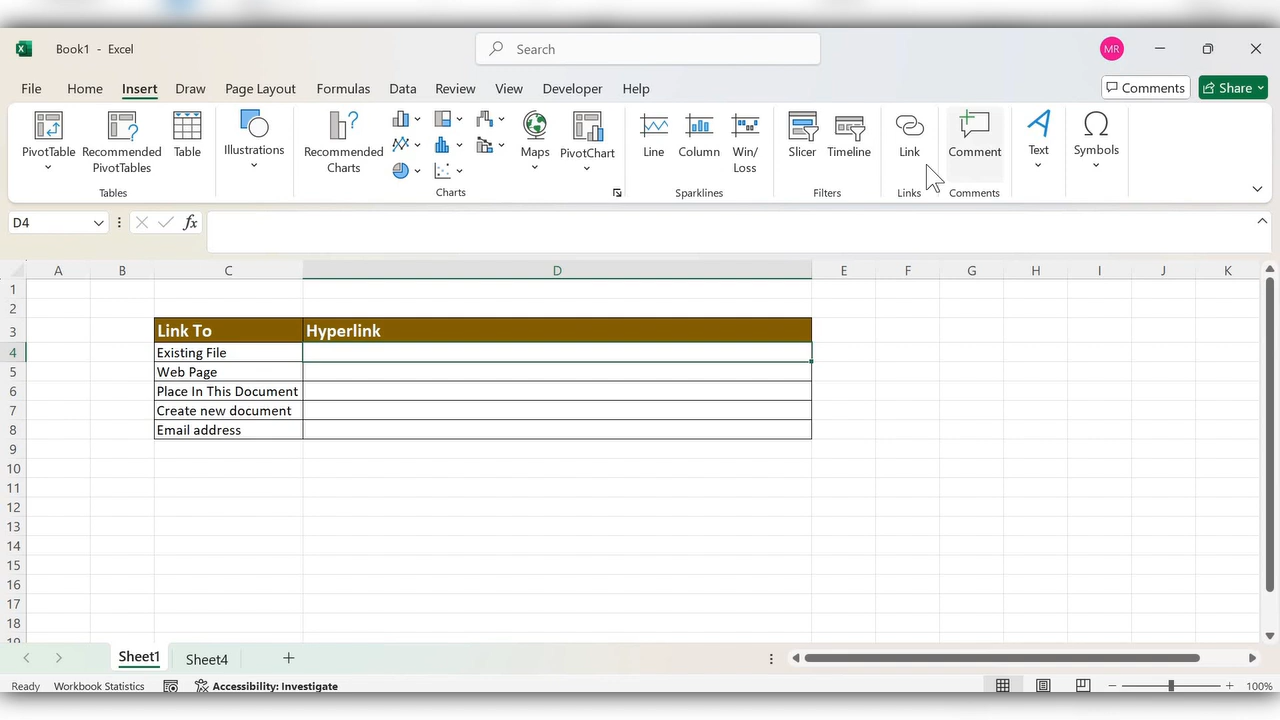 Book1 - Excel
Search
MR
File Home Insert Draw Page Layout Formulas Data Review View Developer Help
Comments Share
PivotTable Recommended PivotTables Table
Illustrations
Recommended Charts
Maps PivotChart
Line Column Win/Loss
Slicer Timeline
Link
Comment
Text
Symbols
Tables Charts Sparklines Filters Links Comments
D4 fx
A B C D E F G H I J K
1
2
3 Link To Hyperlink
4 Existing File
5 Web Page
6 Place In This Document
7 Create new document
8 Email address
9
10
11
12
13
14
15
16
17
18
19
Sheet1 Sheet4
Ready Workbook Statistics Accessibility: Investigate 100%